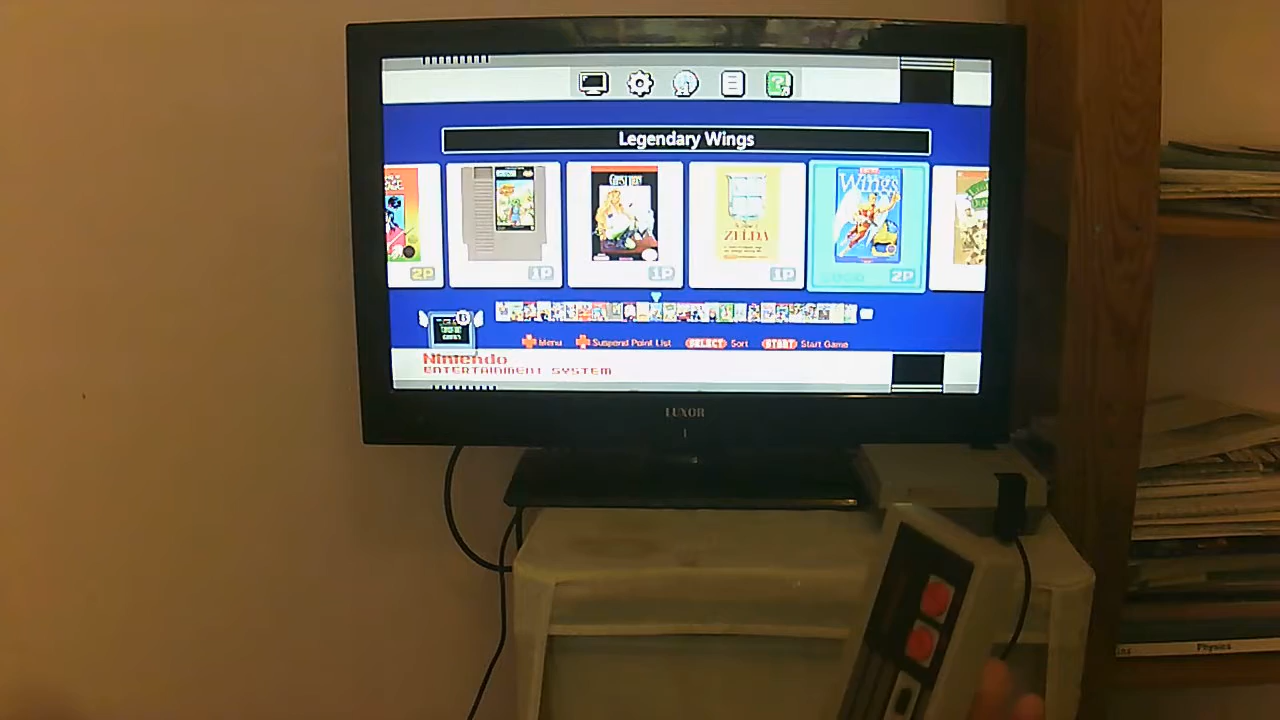 Legendary Wings
Wings
ZELDA
2P
1P
1P
1P
2P
Menu
Suspend Point List
SELECT Sort
START Start Game
Nintendo
ENTERTAINMENT SYSTEM
LUXOR
Physics